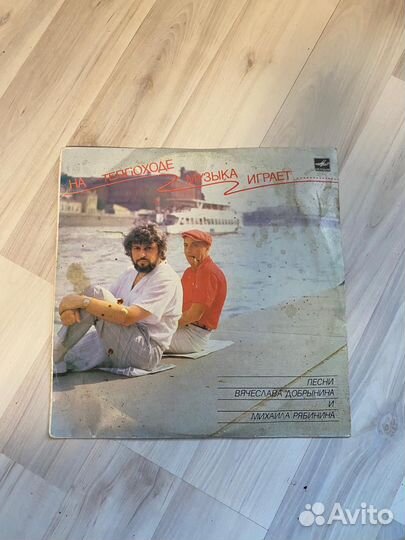 НА ТЕПЛОХОДЕ МУЗЫКА ИГРАЕТ...........
ПЕСНИ
ВЯЧЕСЛАВА ДОБРЫНИНА
И
МИХАИЛА РЯБИНИНА
Avito